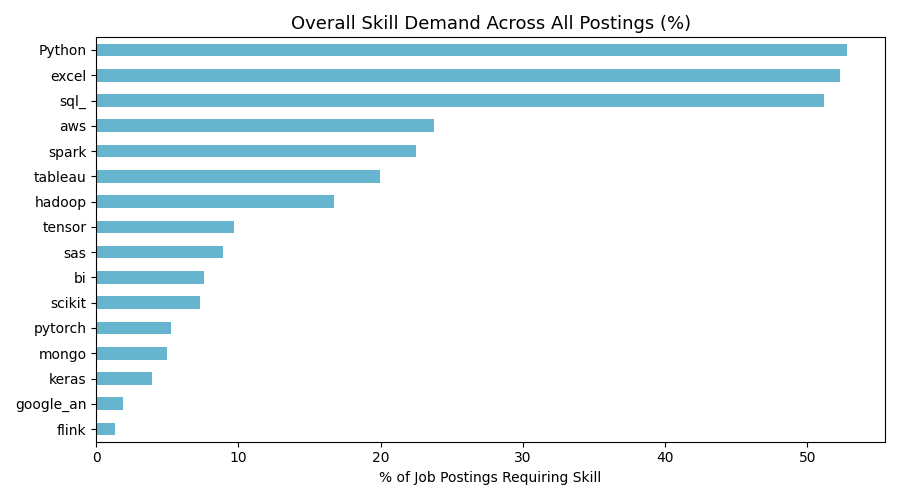 Overall Skill Demand Across All Postings (%)
Python
excel
sql_
aws
spark
tableau
hadoop
tensor
sas
bi
scikit
pytorch
mongo
keras
google_an
flink
0 10 20 30 40 50
% of Job Postings Requiring Skill